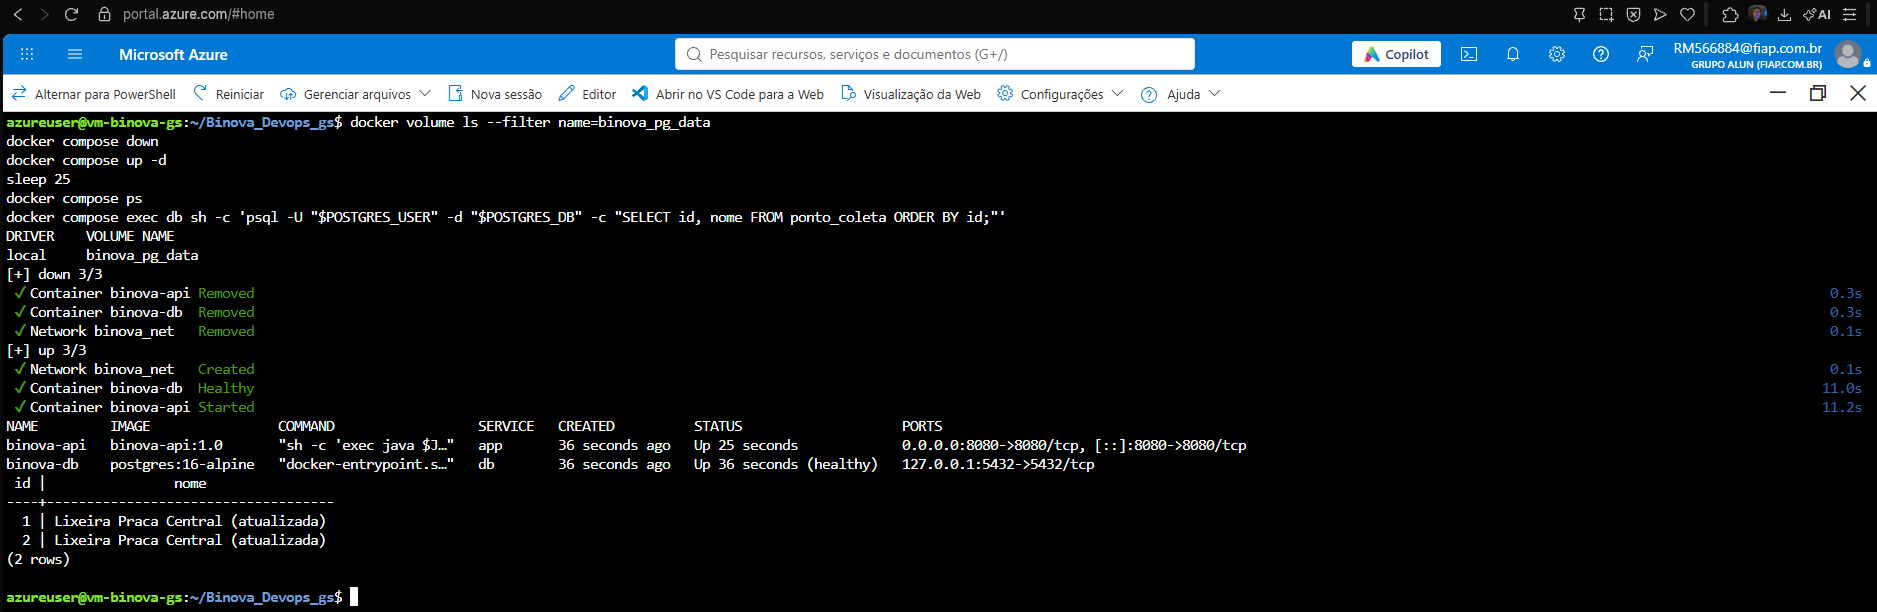 portal.azure.com/#home
AI
Microsoft Azure
Pesquisar recursos, serviços e documentos (G+/)
Copilot
RM566884@fiap.com.br
GRUPO ALUN (FIAP.COM.BR)
Alternar para PowerShell
Reiniciar
Gerenciar arquivos
Nova sessão
Editor
Abrir no VS Code para a Web
Visualização da Web
Configurações
Ajuda
azureuser@vm-binova-gs:~/Binova_Devops_gs$ docker volume ls --filter name=binova_pg_data
docker compose down
docker compose up -d
sleep 25
docker compose ps
docker compose exec db sh -c 'psql -U "$POSTGRES_USER" -d "$POSTGRES_DB" -c "SELECT id, nome FROM ponto_coleta ORDER BY id;"'
DRIVER    VOLUME NAME
local     binova_pg_data
[+] down 3/3
 ✓ Container binova-api Removed 0.3s
 ✓ Container binova-db  Removed 0.3s
 ✓ Network binova_net   Removed 0.1s
[+] up 3/3
 ✓ Network binova_net   Created 0.1s
 ✓ Container binova-db  Healthy 11.0s
 ✓ Container binova-api Started 11.2s
NAME         IMAGE                COMMAND                  SERVICE   CREATED          STATUS                    PORTS
binova-api   binova-api:1.0       "sh -c 'exec java $J…"   app       36 seconds ago   Up 25 seconds             0.0.0.0:8080->8080/tcp, [::]:8080->8080/tcp
binova-db    postgres:16-alpine   "docker-entrypoint.s…"   db        36 seconds ago   Up 36 seconds (healthy)   127.0.0.1:5432->5432/tcp
 id |                nome
----+------------------------------------
  1 | Lixeira Praca Central (atualizada)
  2 | Lixeira Praca Central (atualizada)
(2 rows)
azureuser@vm-binova-gs:~/Binova_Devops_gs$